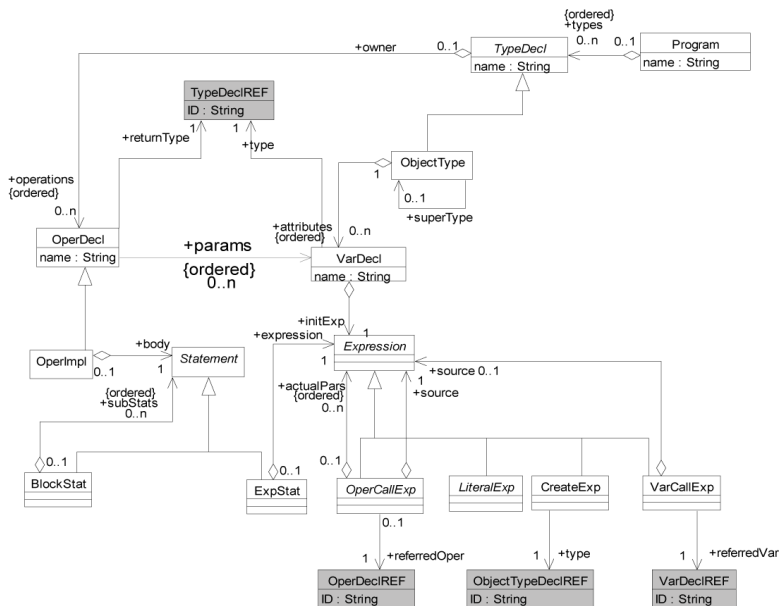 {ordered}
+types
+owner
0..1
TypeDecl
name : String
0..n
0..1
Program
name : String
TypeDeclREF
ID : String
1
1
+returnType
+type
ObjectType
1
0..1
+superType
+operations
{ordered}
0..n
0..n
+attributes
{ordered}
OperDecl
name : String
+params
{ordered}
0..n
VarDecl
name : String
+initExp
1
+expression
Expression
1
+body
OperImpl
0..1
1
Statement
{ordered}
+subStats
0..n
+actualPars
{ordered}
0..n
1
+source
+source 0..1
0..1
BlockStat
0..1
ExpStat
0..1
OperCallExp
LiteralExp
CreateExp
VarCallExp
0..1
1
+referredOper
1
+type
1
+referredVar
OperDeclREF
ID : String
ObjectTypeDeclREF
ID : String
VarDeclREF
ID : String